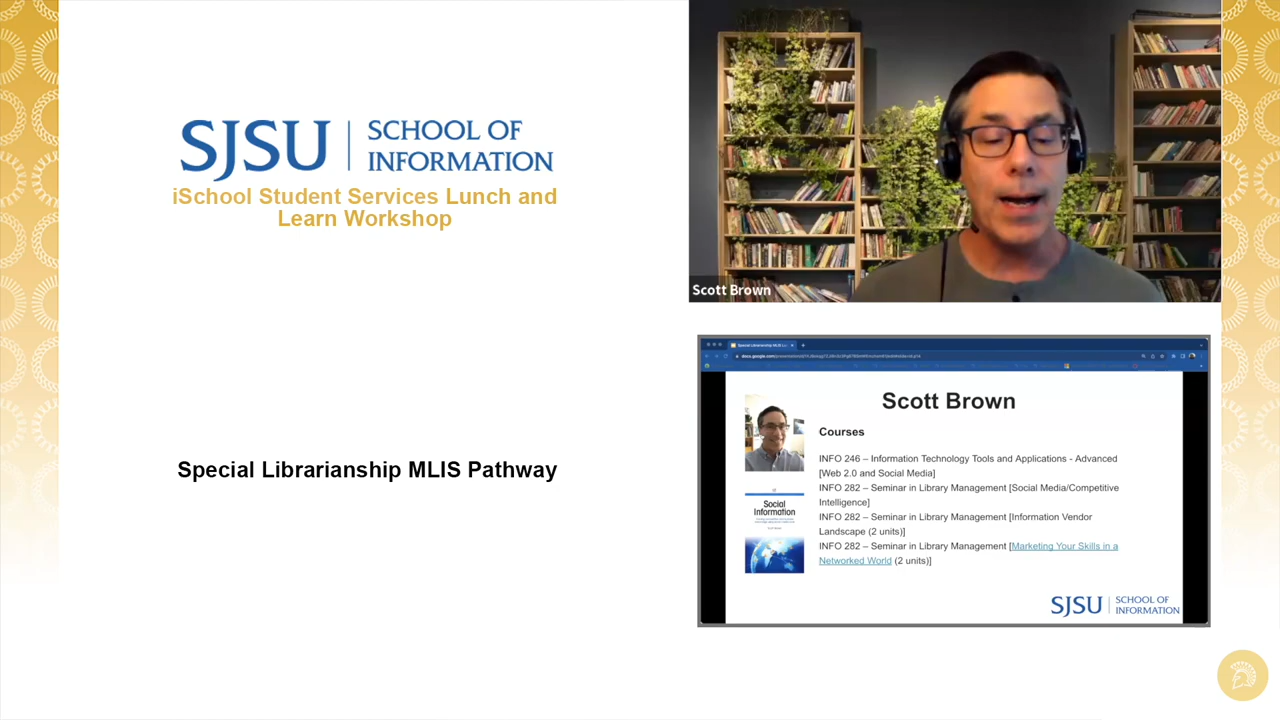 SJSU | SCHOOL OF
INFORMATION
iSchool Student Services Lunch and
Learn Workshop
Special Librarianship MLIS Pathway
Scott Brown
Special Librarianship MLIS
Scott Brown
Courses
INFO 246 – Information Technology Tools and Applications - Advanced
[Web 2.0 and Social Media]
INFO 282 – Seminar in Library Management [Social Media/Competitive
Intelligence]
INFO 282 – Seminar in Library Management [Information Vendor
Landscape (2 units)]
INFO 282 – Seminar in Library Management [Marketing Your Skills in a
Networked World (2 units)]
Social
Information
SJSU | SCHOOL OF
INFORMATION